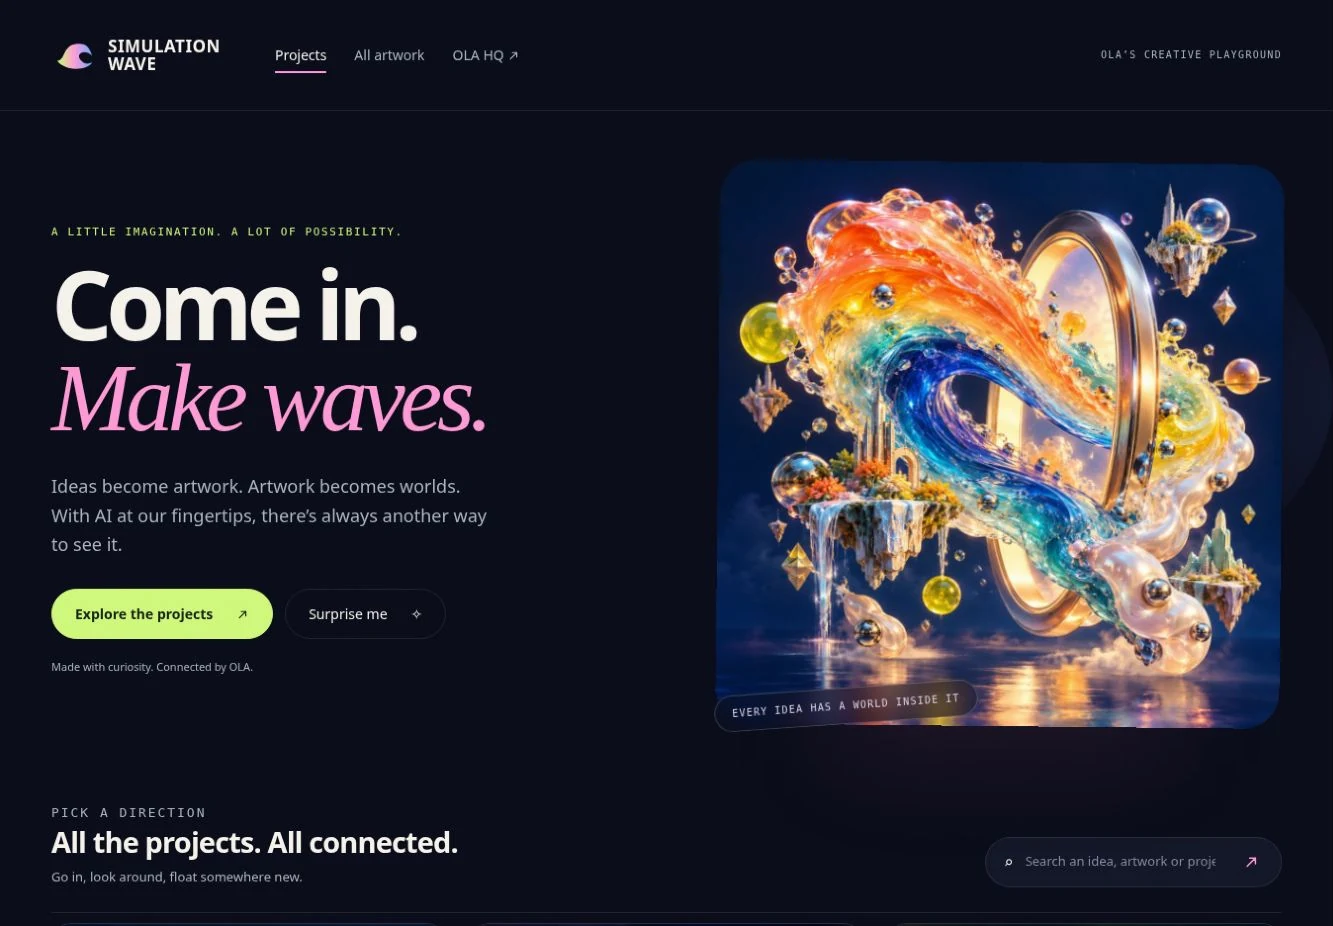 SIMULATION
WAVE
Projects
All artwork
OLA HQ ↗
OLA'S CREATIVE PLAYGROUND
A LITTLE IMAGINATION. A LOT OF POSSIBILITY.
Come in.
Make waves.
Ideas become artwork. Artwork becomes worlds.
With AI at our fingertips, there's always another way
to see it.
Explore the projects ↗
Surprise me ✧
Made with curiosity. Connected by OLA.
EVERY IDEA HAS A WORLD INSIDE IT
PICK A DIRECTION
All the projects. All connected.
Go in, look around, float somewhere new.
Search an idea, artwork or proje